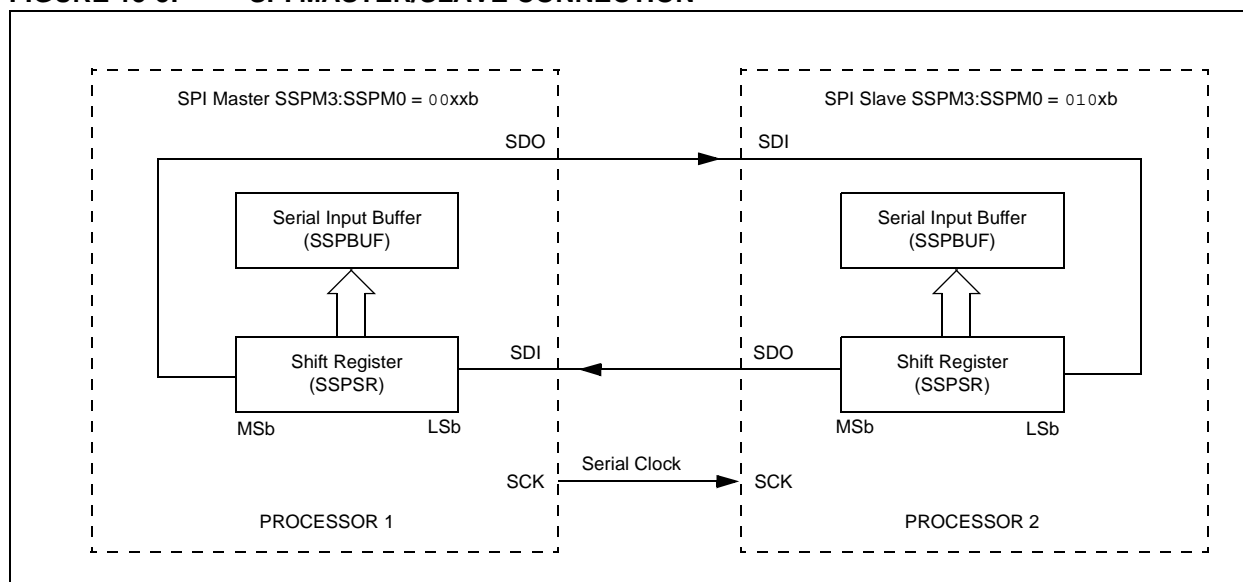 SPI Master SSPM3:SSPM0 = 00xxb
SPI Slave SSPM3:SSPM0 = 010xb
SDO
SDI
Serial Input Buffer
(SSPBUF)
Serial Input Buffer
(SSPBUF)
Shift Register
(SSPSR)
SDI
SDO
Shift Register
(SSPSR)
MSb
LSb
MSb
LSb
SCK
Serial Clock
SCK
PROCESSOR 1
PROCESSOR 2